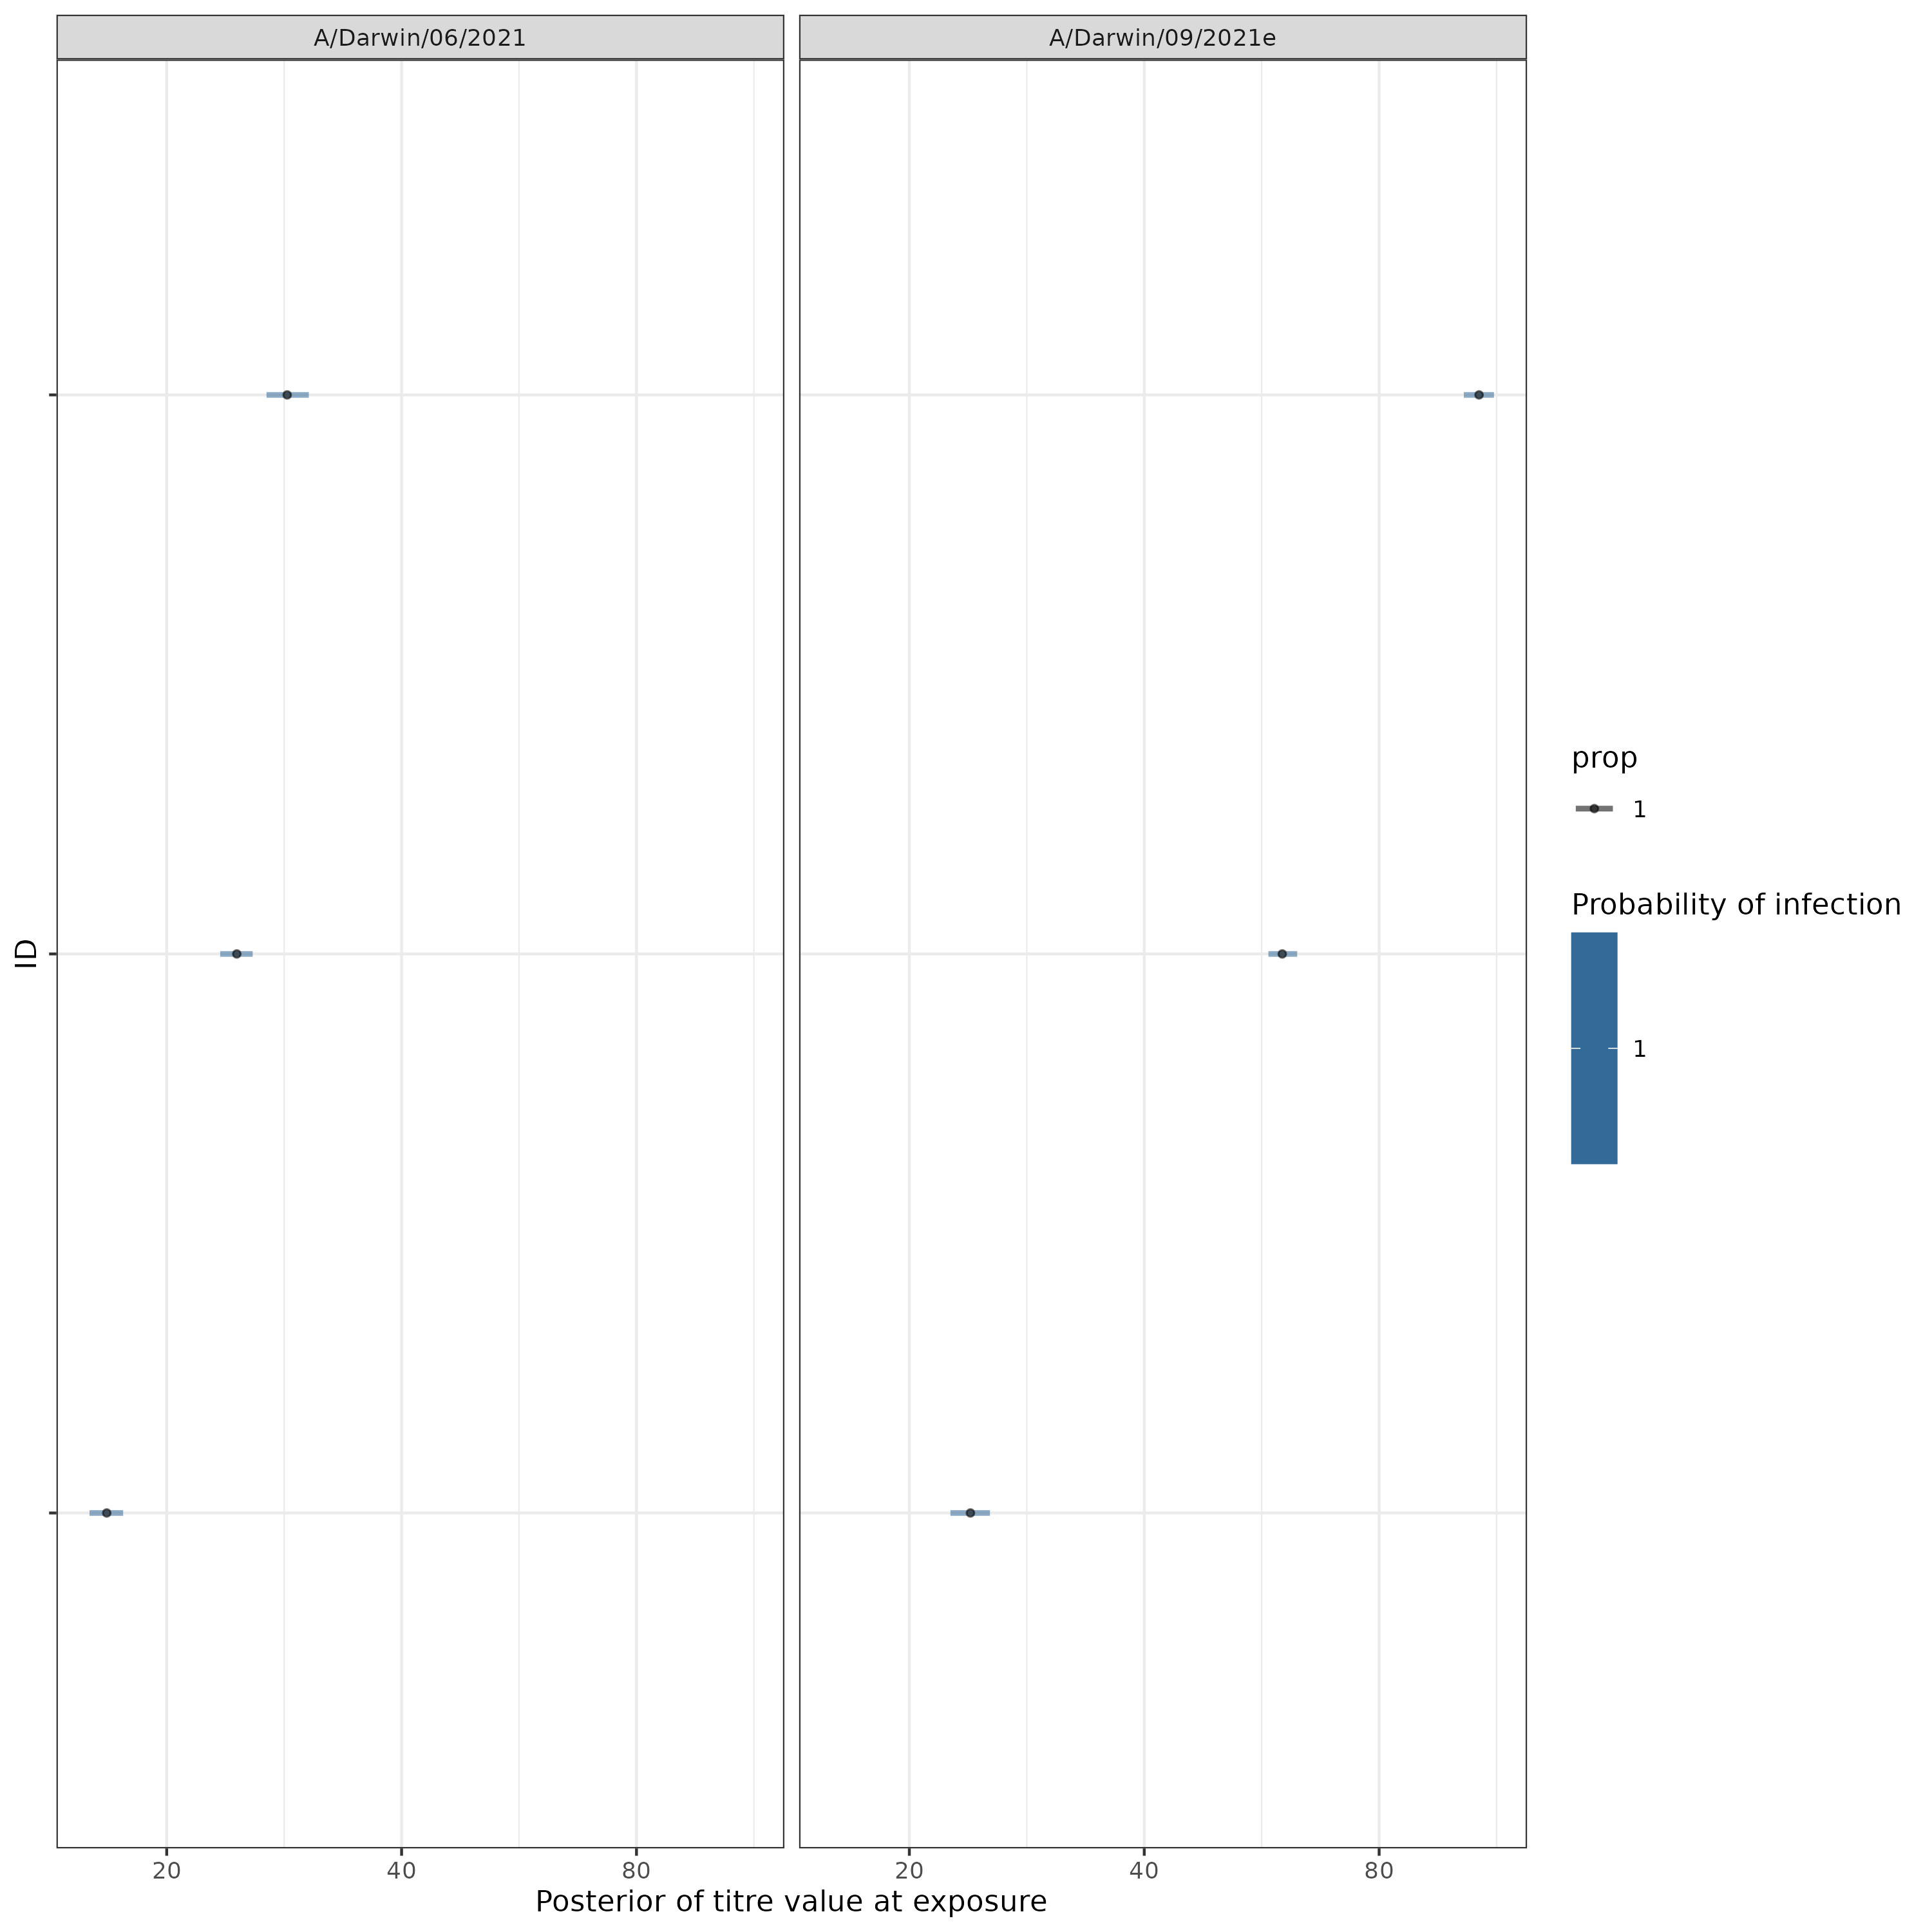 A/Darwin/06/2021
A/Darwin/09/2021e
ID
prop
1
Probability of infection
1
20 40 80
20 40 80
Posterior of titre value at exposure